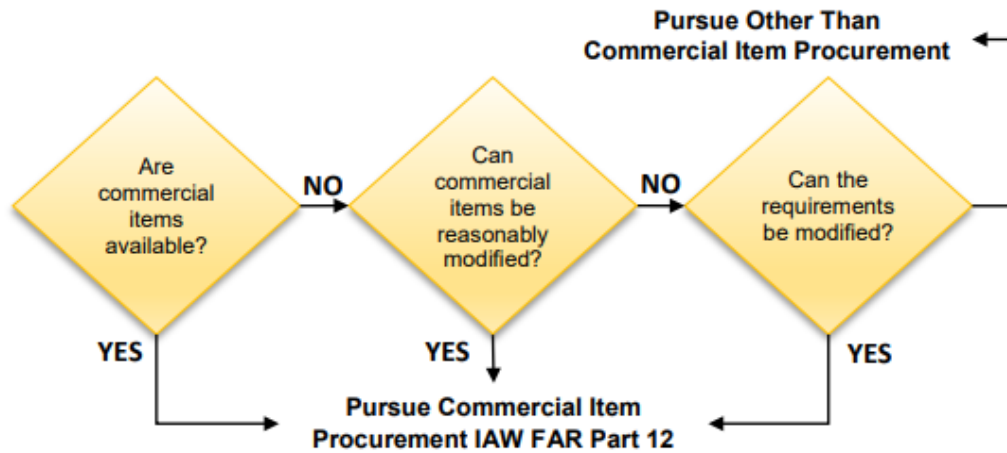 Pursue Other Than
Commercial Item Procurement
Are
commercial
items
available?
NO
Can
commercial
items be
reasonably
modified?
NO
Can the
requirements
be modified?
YES
YES
YES
Pursue Commercial Item
Procurement IAW FAR Part 12